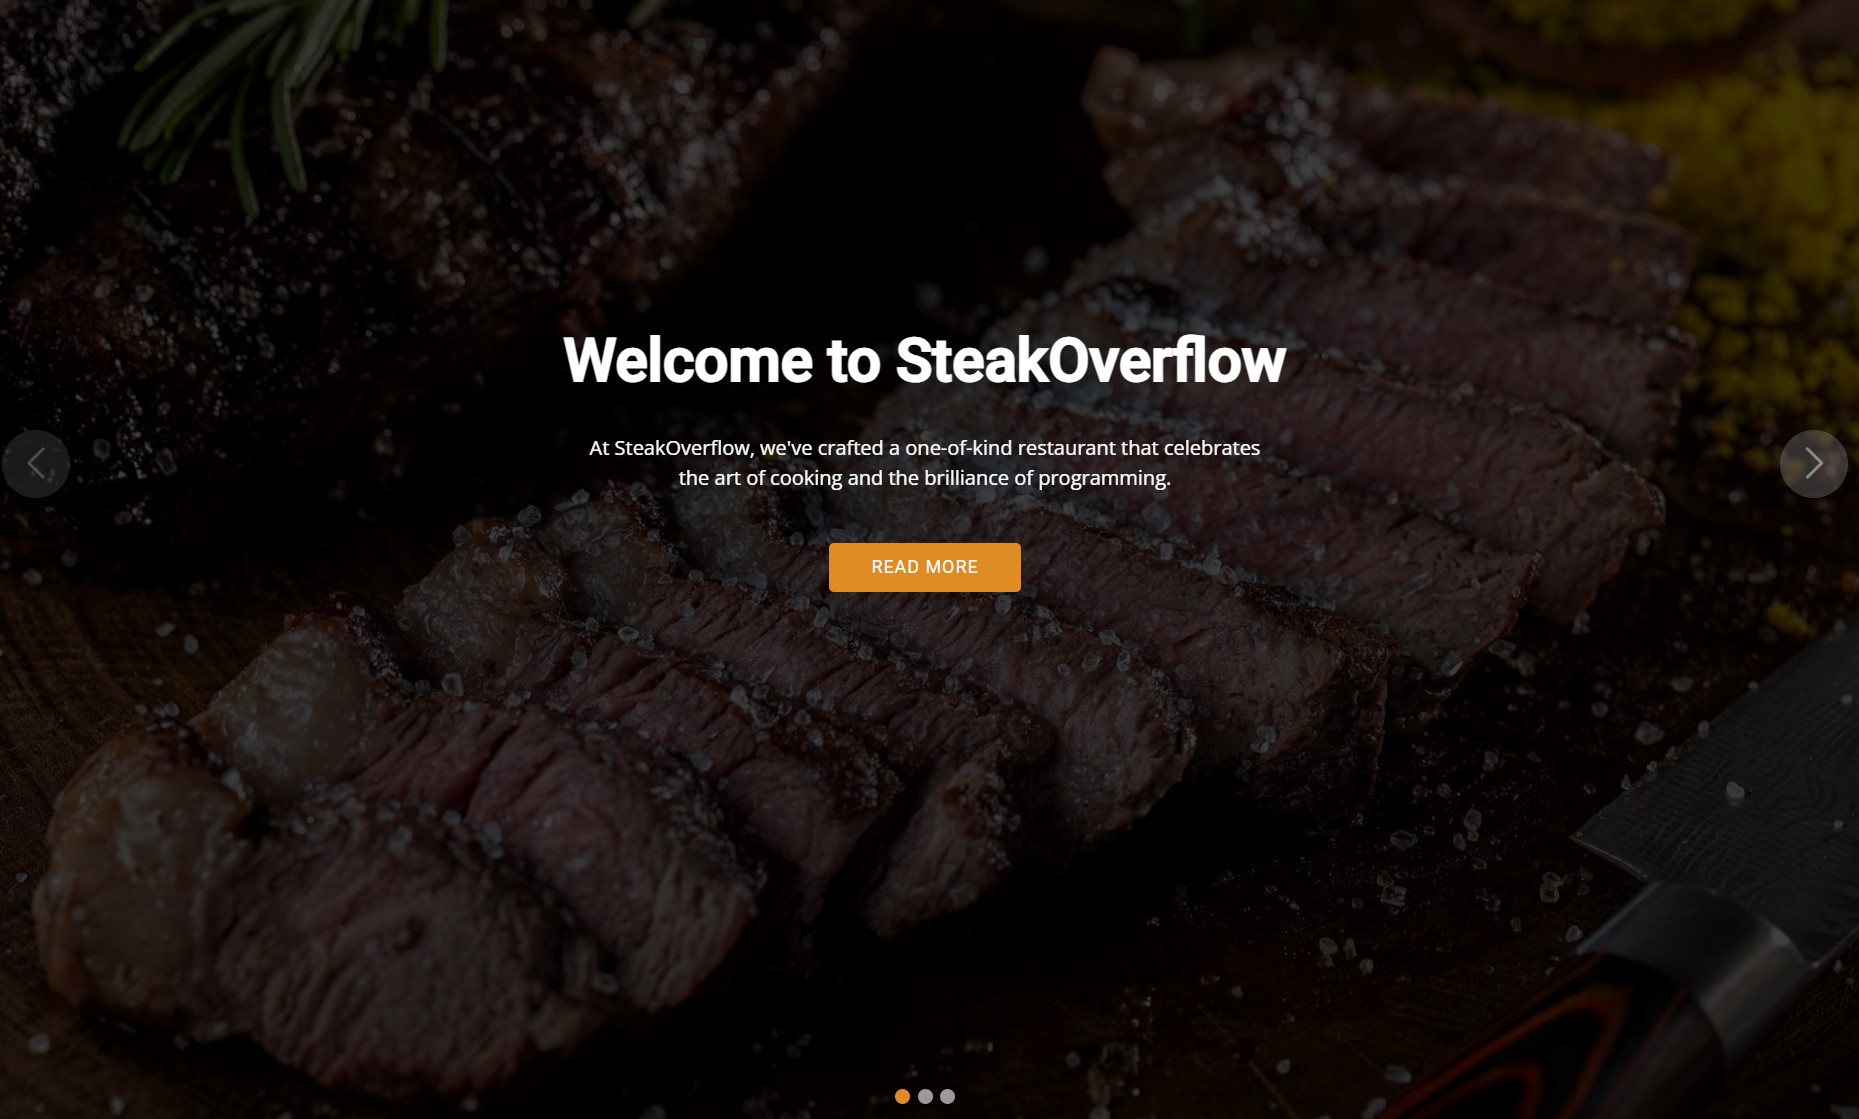 Welcome to SteakOverflow
At SteakOverflow, we've crafted a one-of-kind restaurant that celebrates
the art of cooking and the brilliance of programming.
READ MORE